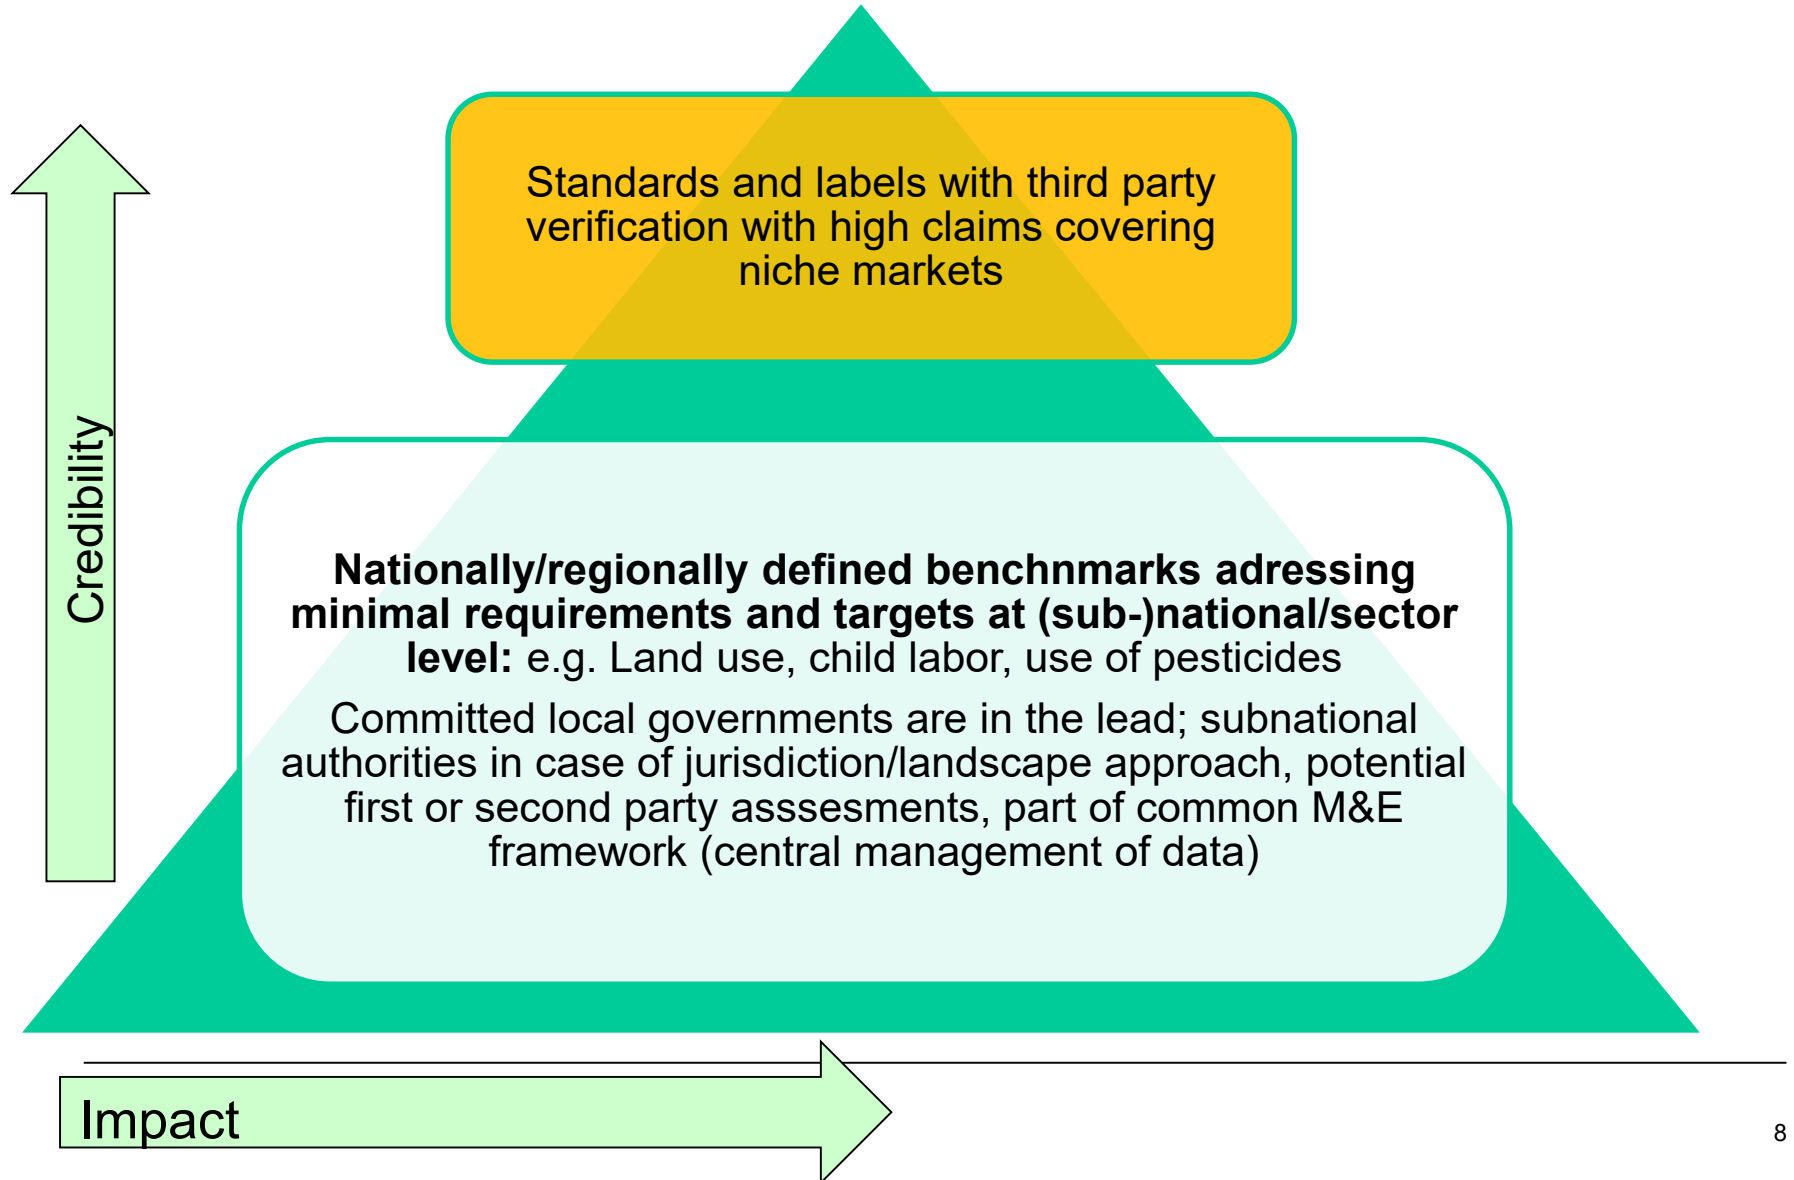 Standards and labels with third party
verification with high claims covering
niche markets
Credibility
Nationally/regionally defined benchnmarks adressing
minimal requirements and targets at (sub-)national/sector
level: e.g. Land use, child labor, use of pesticides
Committed local governments are in the lead; subnational
authorities in case of jurisdiction/landscape approach, potential
first or second party asssesments, part of common M&E
framework (central management of data)
Impact
8